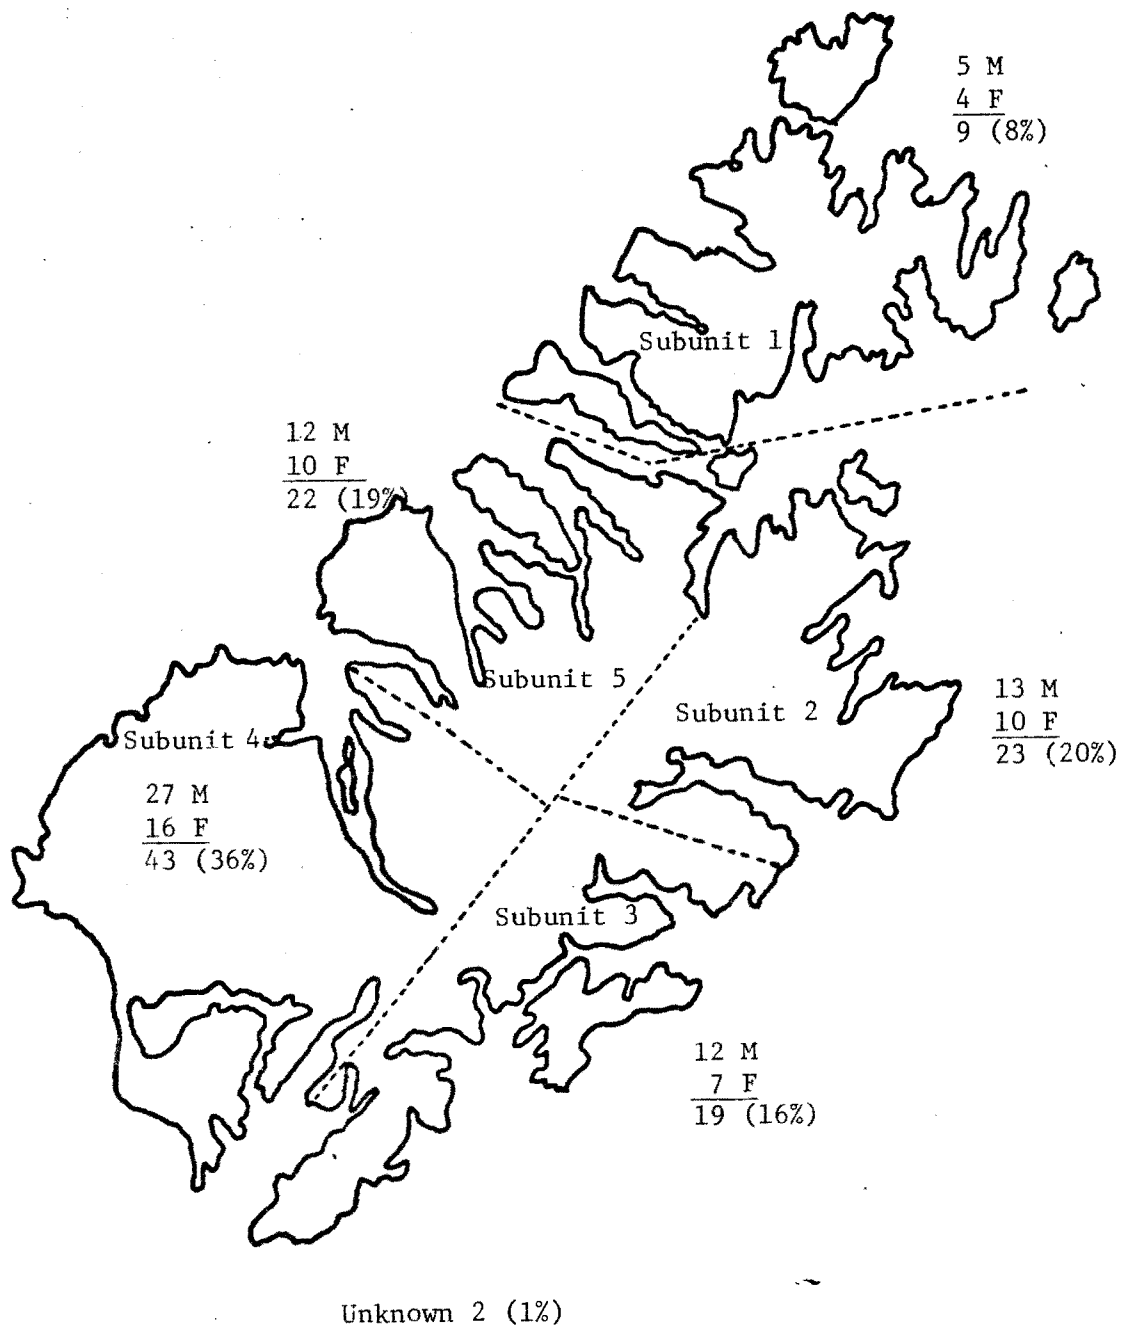 5 M
4 F
9 (8%)
Subunit 1
12 M
10 F
22 (19%)
Subunit 5
Subunit 2
13 M
10 F
23 (20%)
Subunit 4
27 M
16 F
43 (36%)
Subunit 3
12 M
7 F
19 (16%)
Unknown 2 (1%)